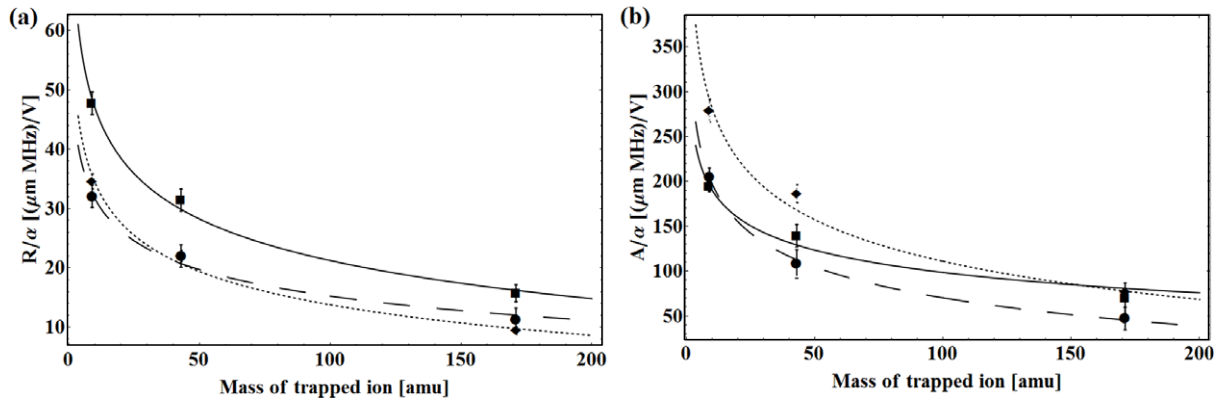 (a)
60
50
40
30
20
10
R/α [(μm MHz)/V]
0 50 100 150 200
Mass of trapped ion [amu]
(b)
350
300
250
200
150
100
50
A/α [(μm MHz)/V]
0 50 100 150 200
Mass of trapped ion [amu]